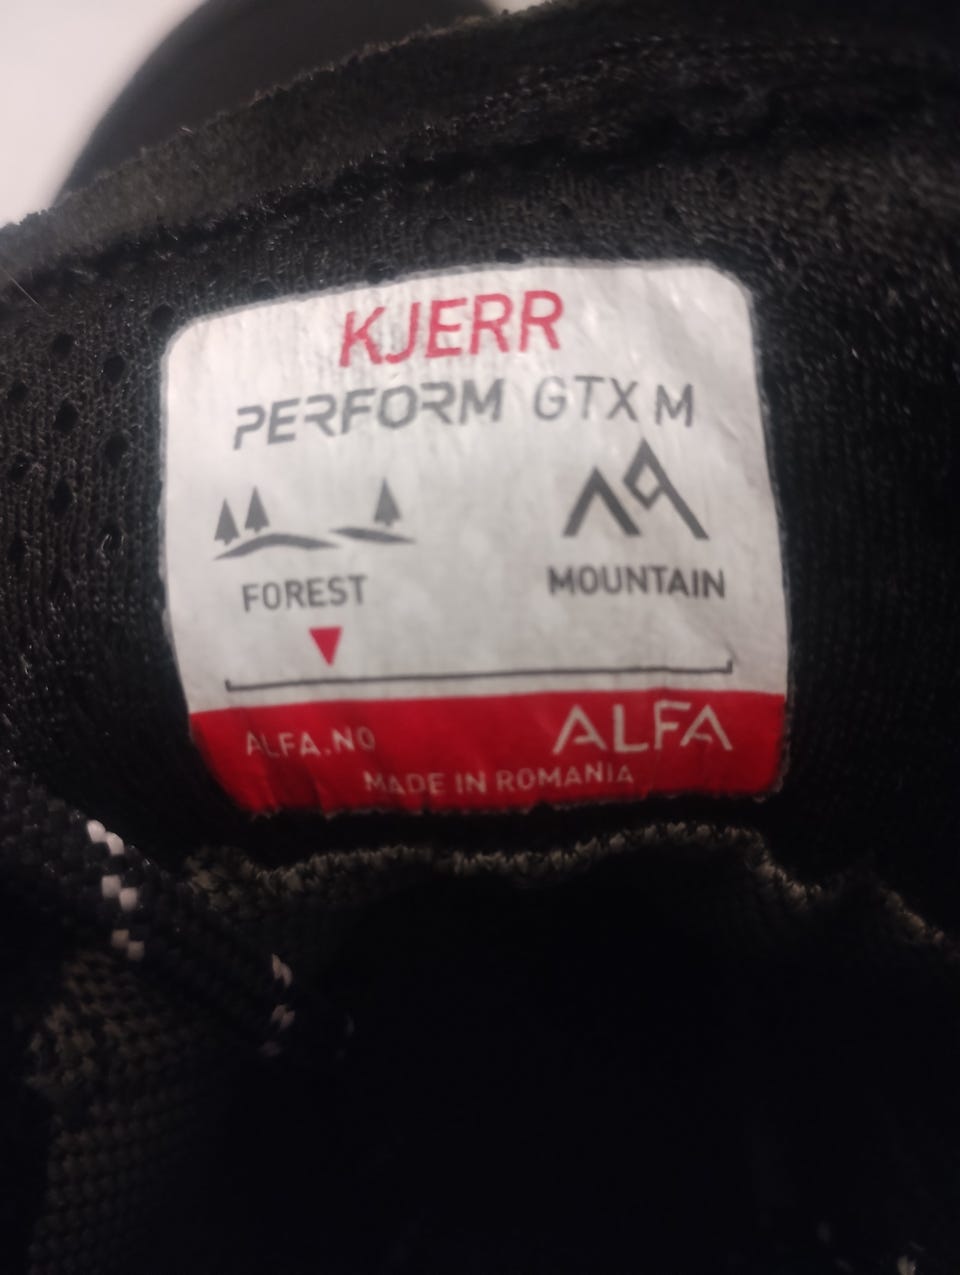 KJERR
PERFORM GTX M
FOREST
MOUNTAIN
ALFA.NO
ALFA
MADE IN ROMANIA